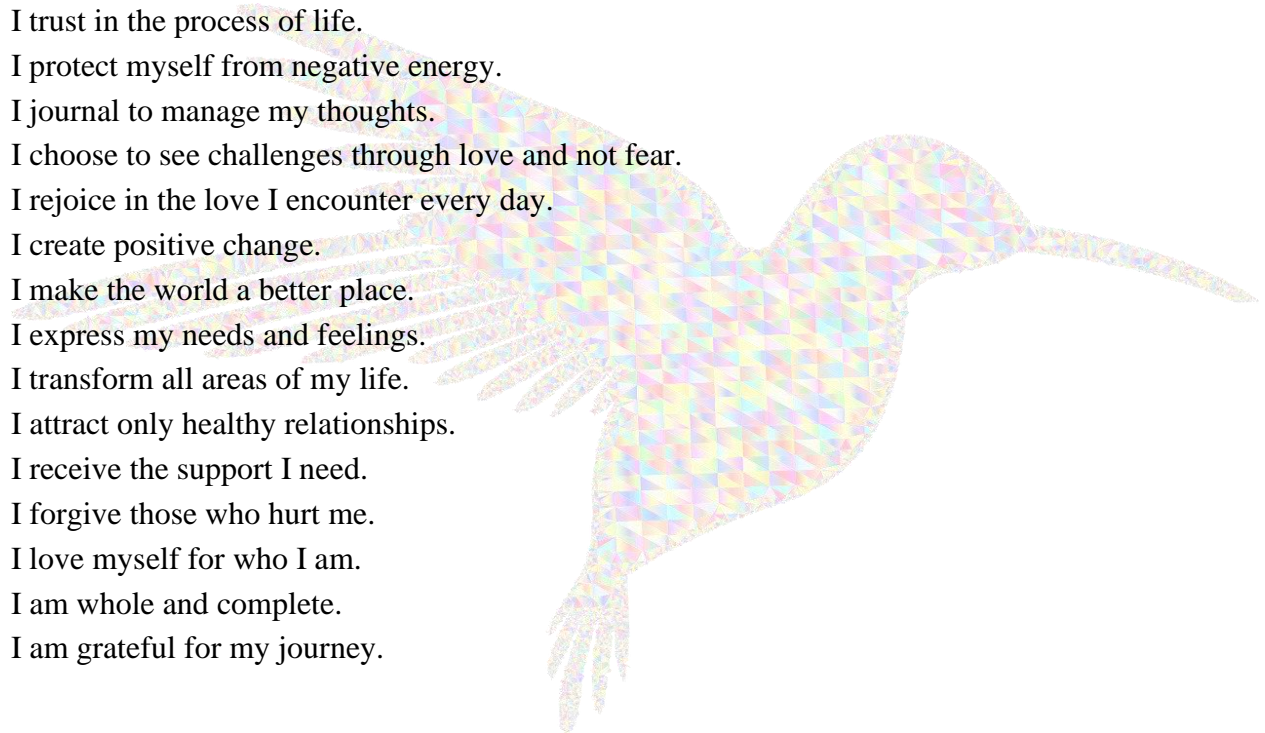 I trust in the process of life.
I protect myself from negative energy.
I journal to manage my thoughts.
I choose to see challenges through love and not fear.
I rejoice in the love I encounter every day.
I create positive change.
I make the world a better place.
I express my needs and feelings.
I transform all areas of my life.
I attract only healthy relationships.
I receive the support I need.
I forgive those who hurt me.
I love myself for who I am.
I am whole and complete.
I am grateful for my journey.